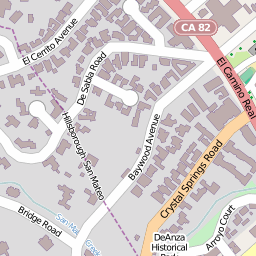 CA 82
El Cerrito Avenue
De Sabla Road
El Camino Real
Hillsborough
San Mateo
Baywood Avenue
Crystal Springs Road
Bridge Road
Creek
DeAnza
Historical
Arroyo Court